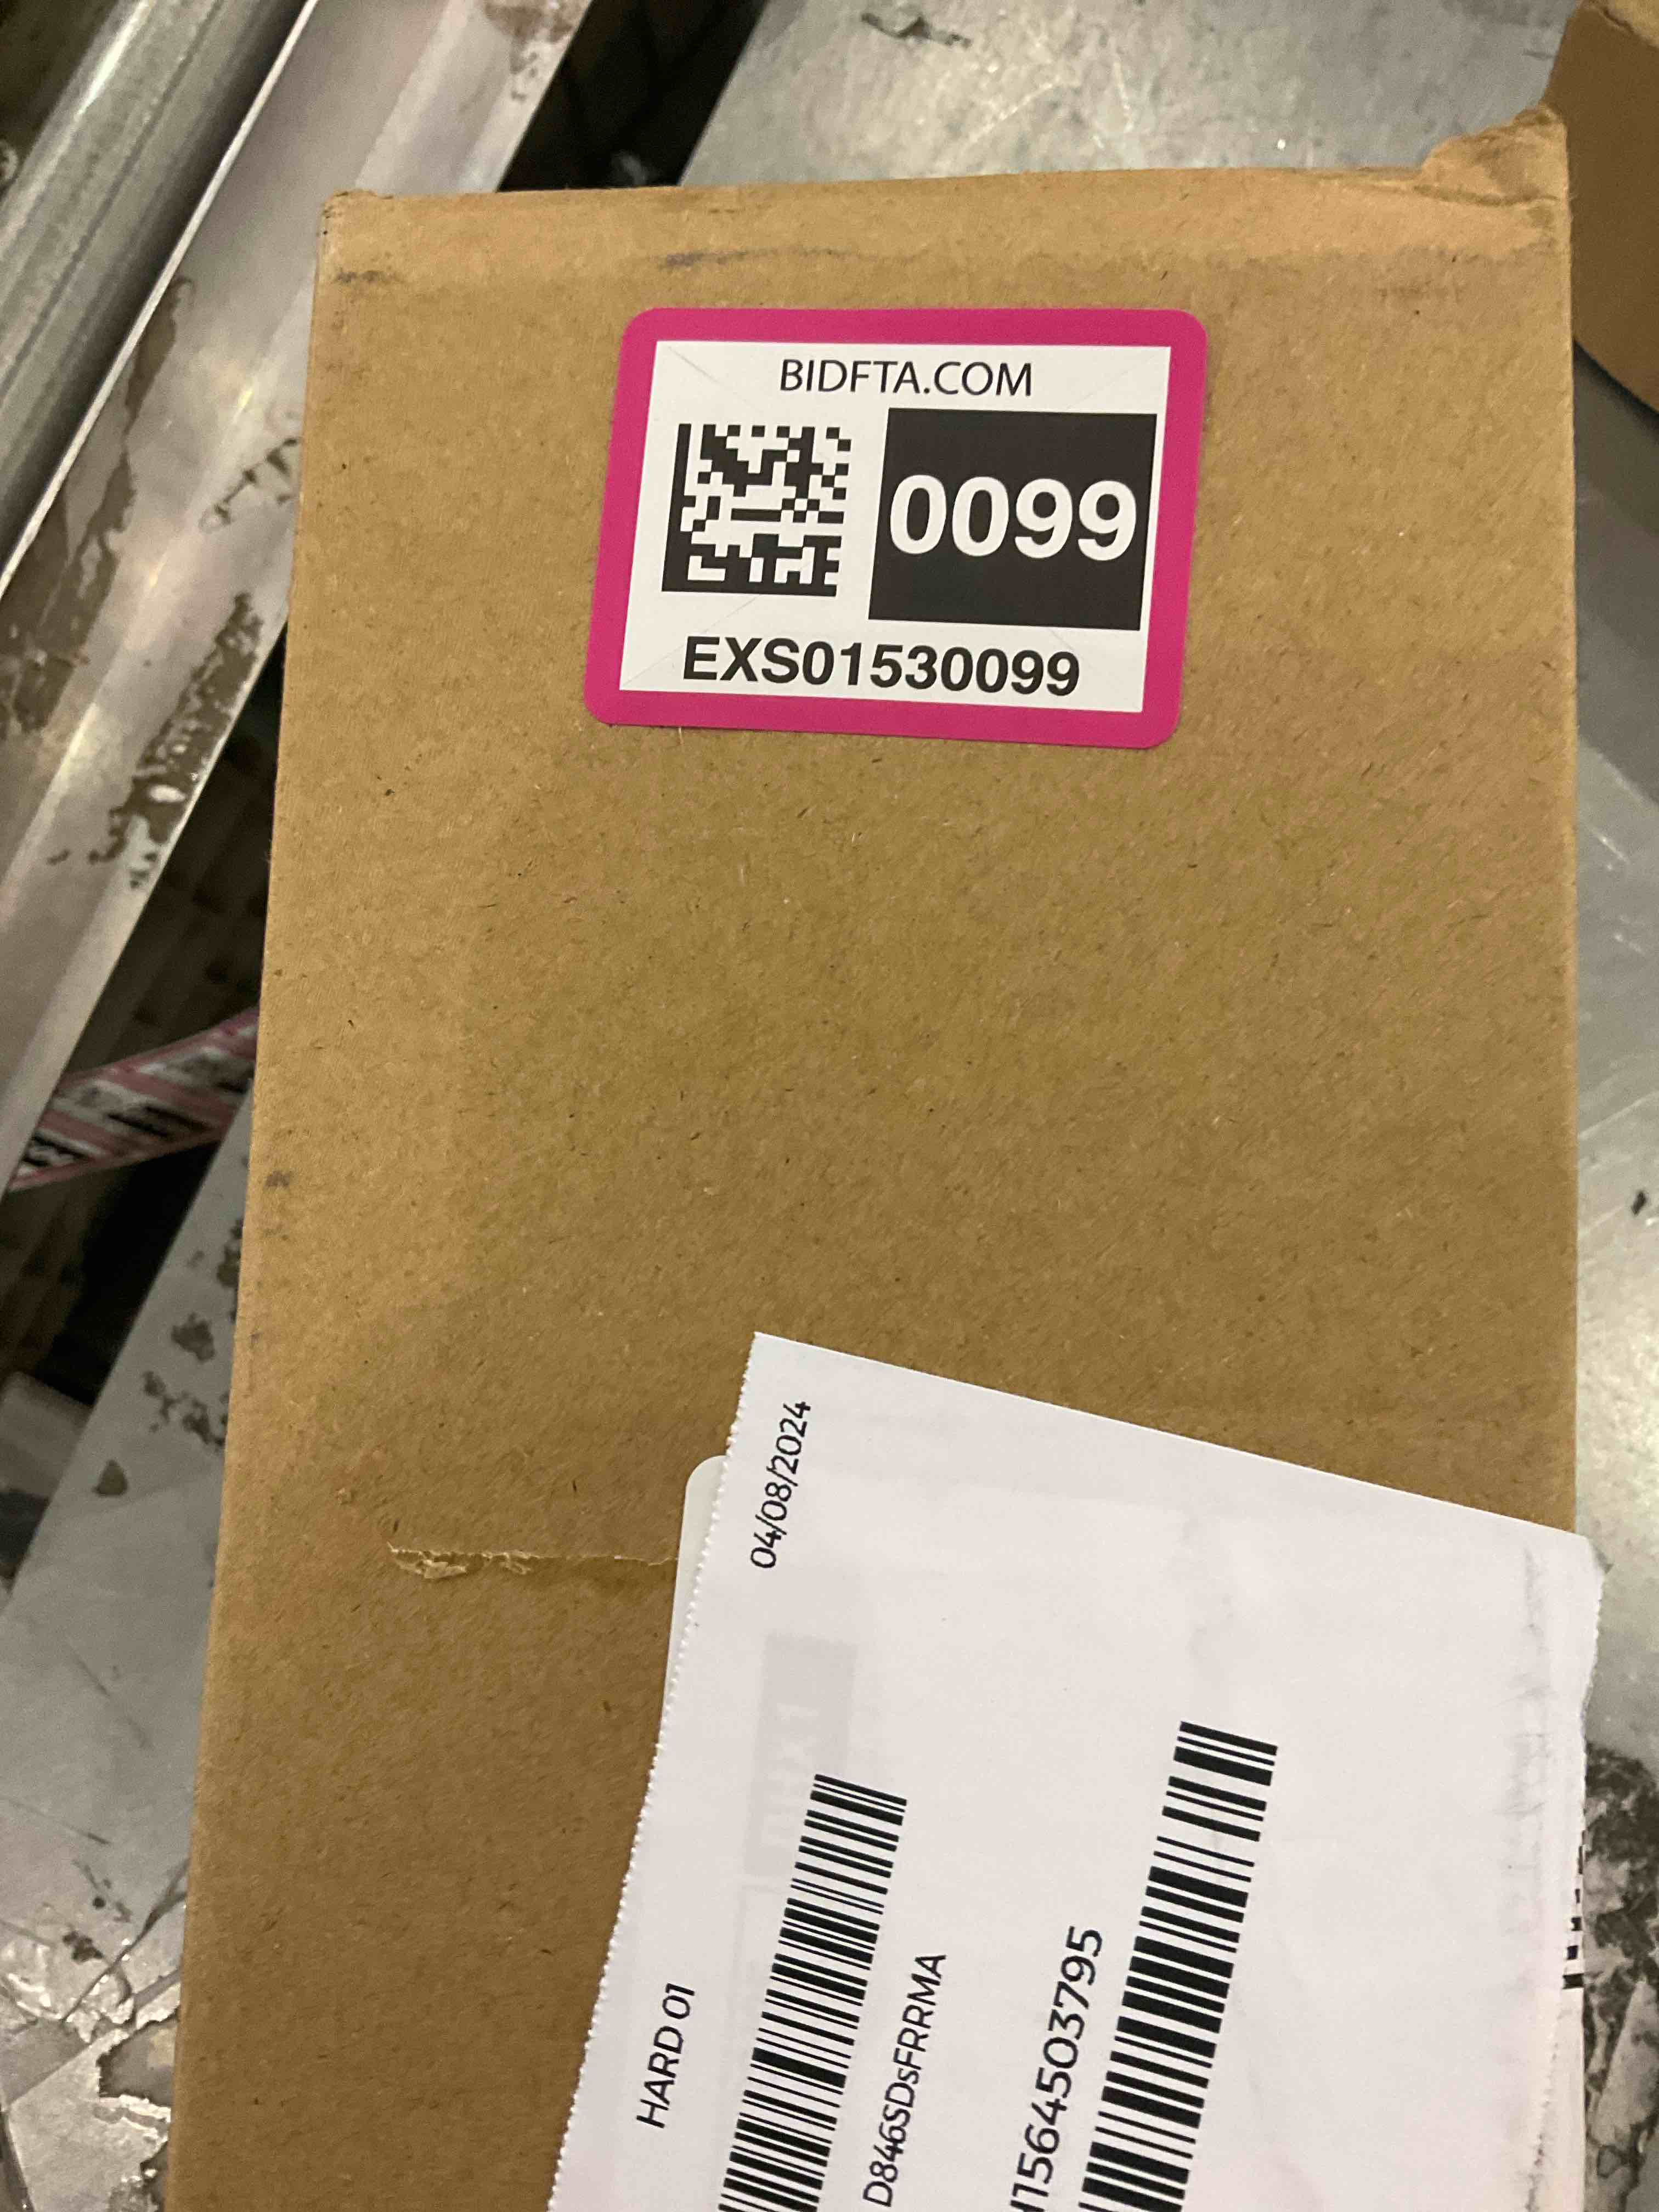 BIDFTA.COM
0099
EXS01530099
04/08/2024
HARD 01
D846SDsFRRMA
1564503795